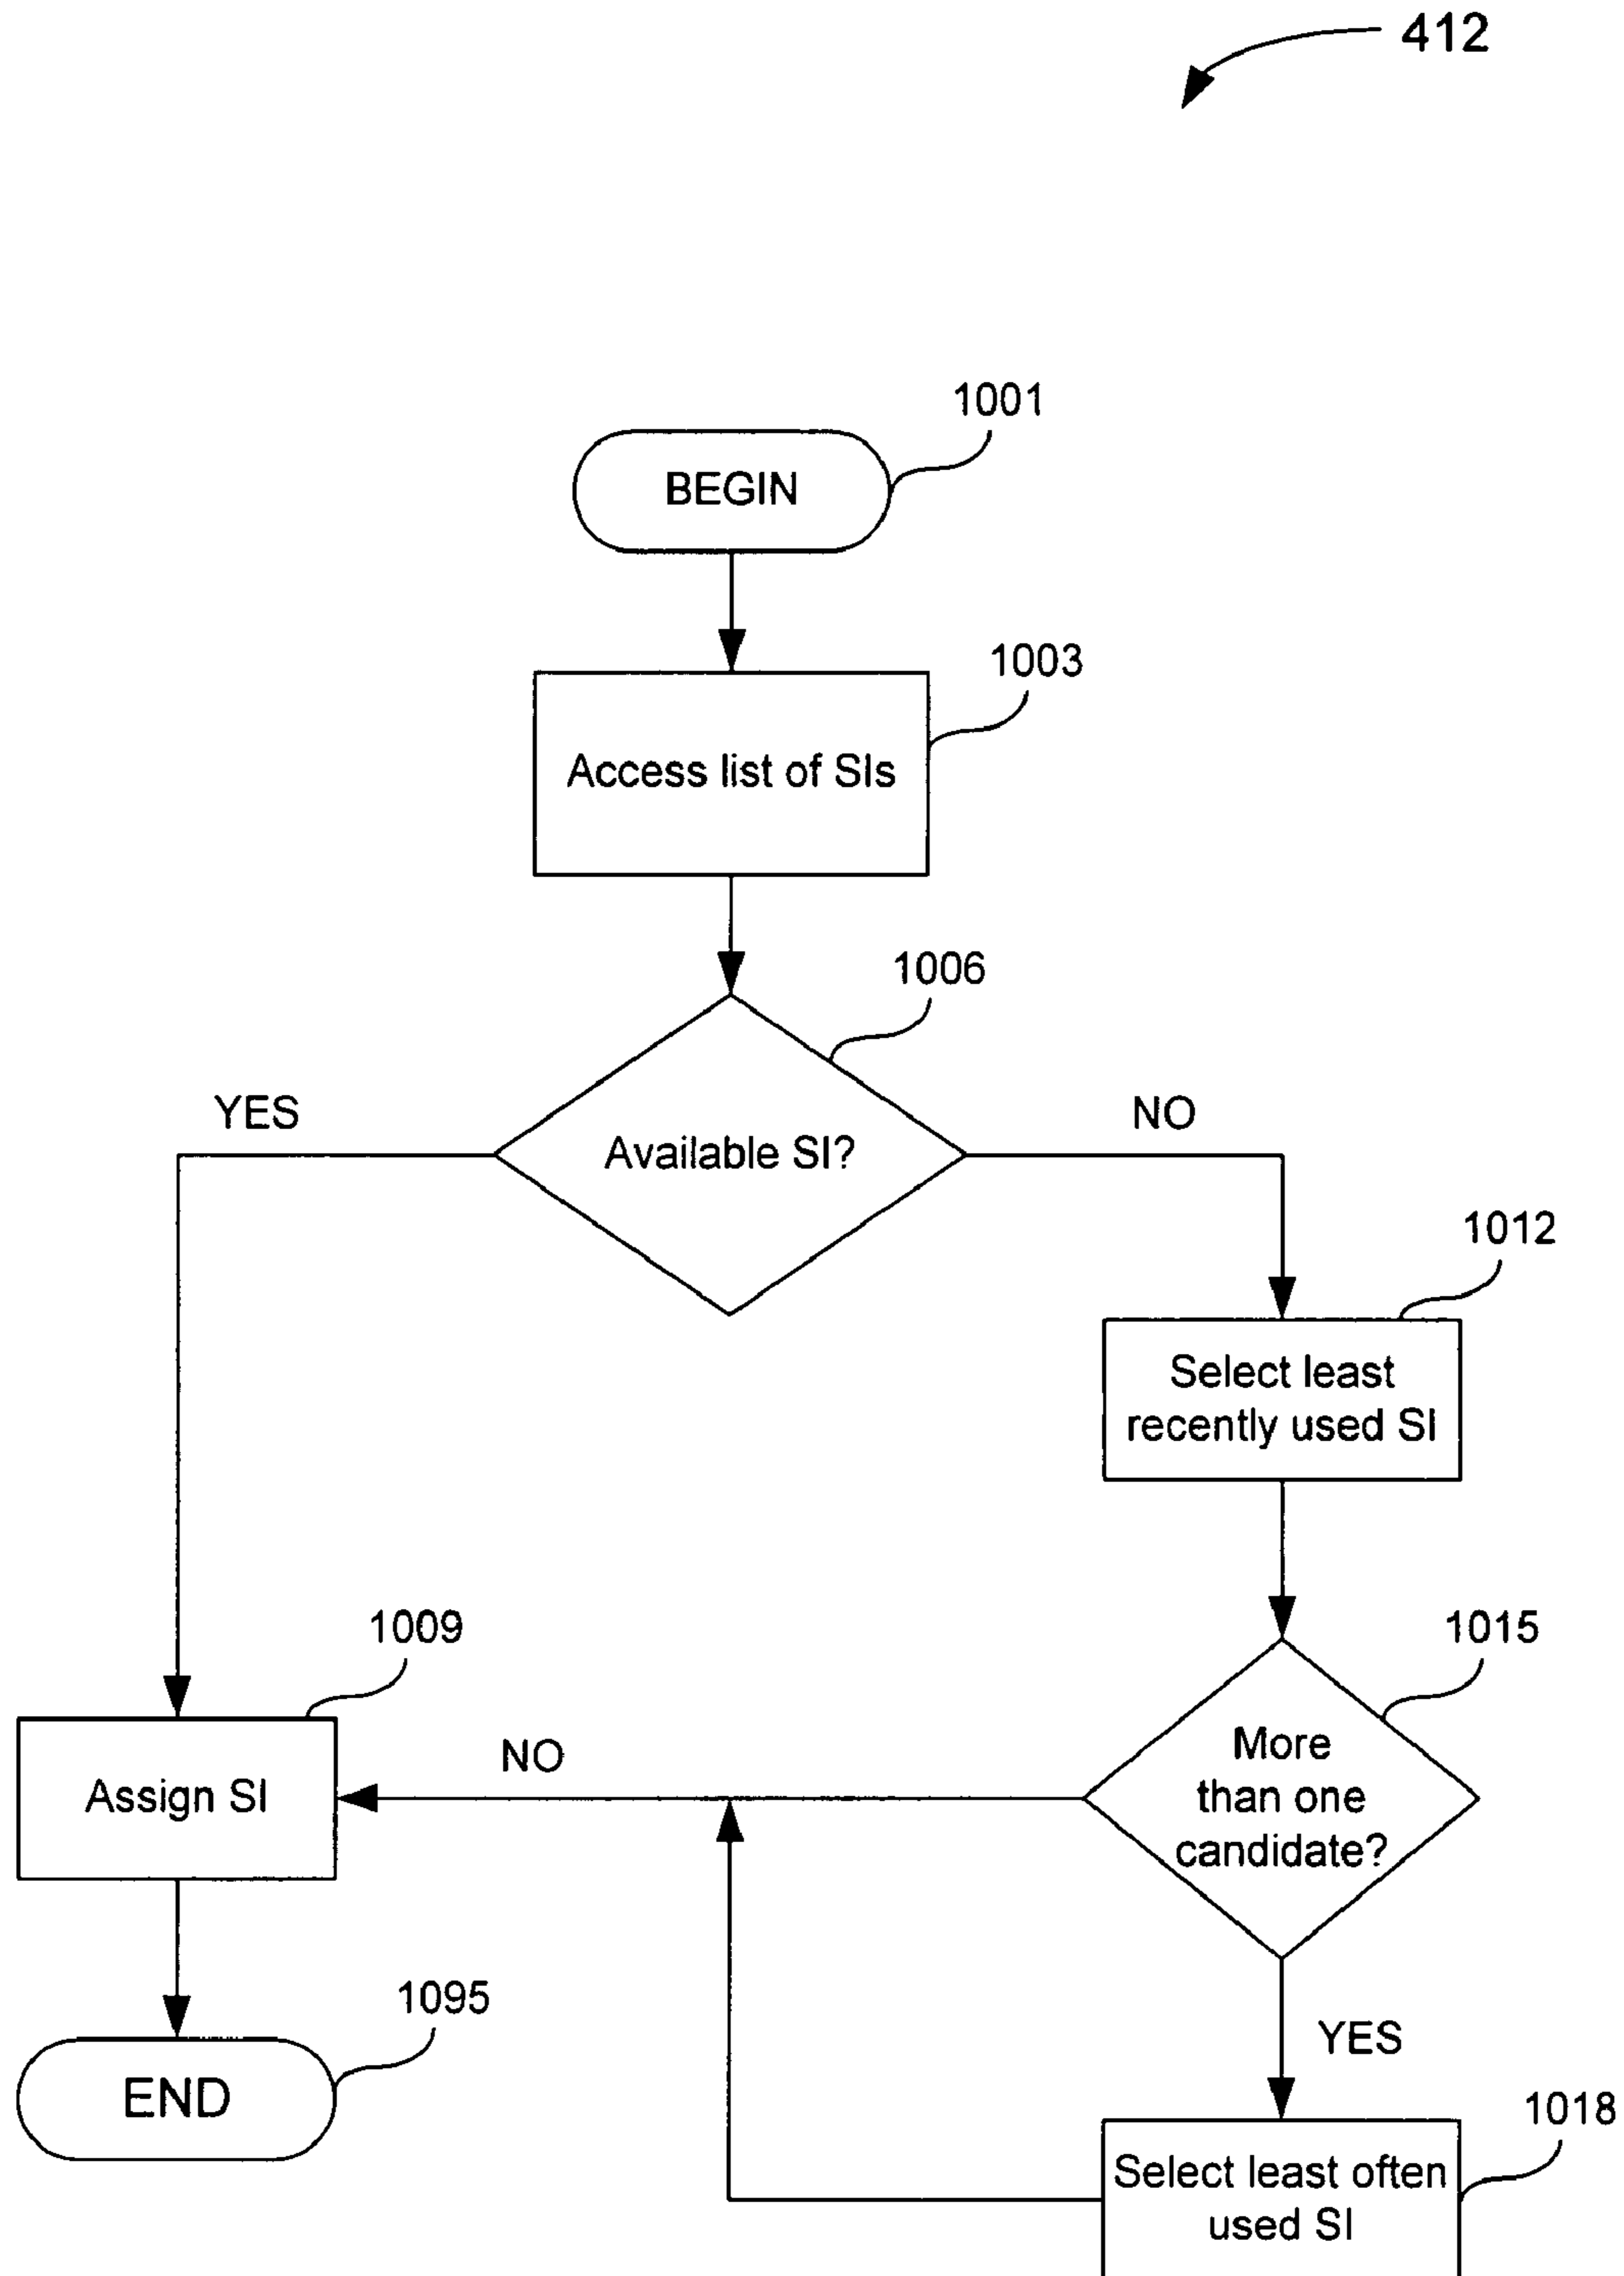 412
1001
BEGIN
1003
Access list of SIs
1006
YES
NO
Available SI?
1012
Select least
recently used SI
1009
1015
NO
More
than one
candidate?
Assign SI
1095
YES
END
1018
Select least often
used SI